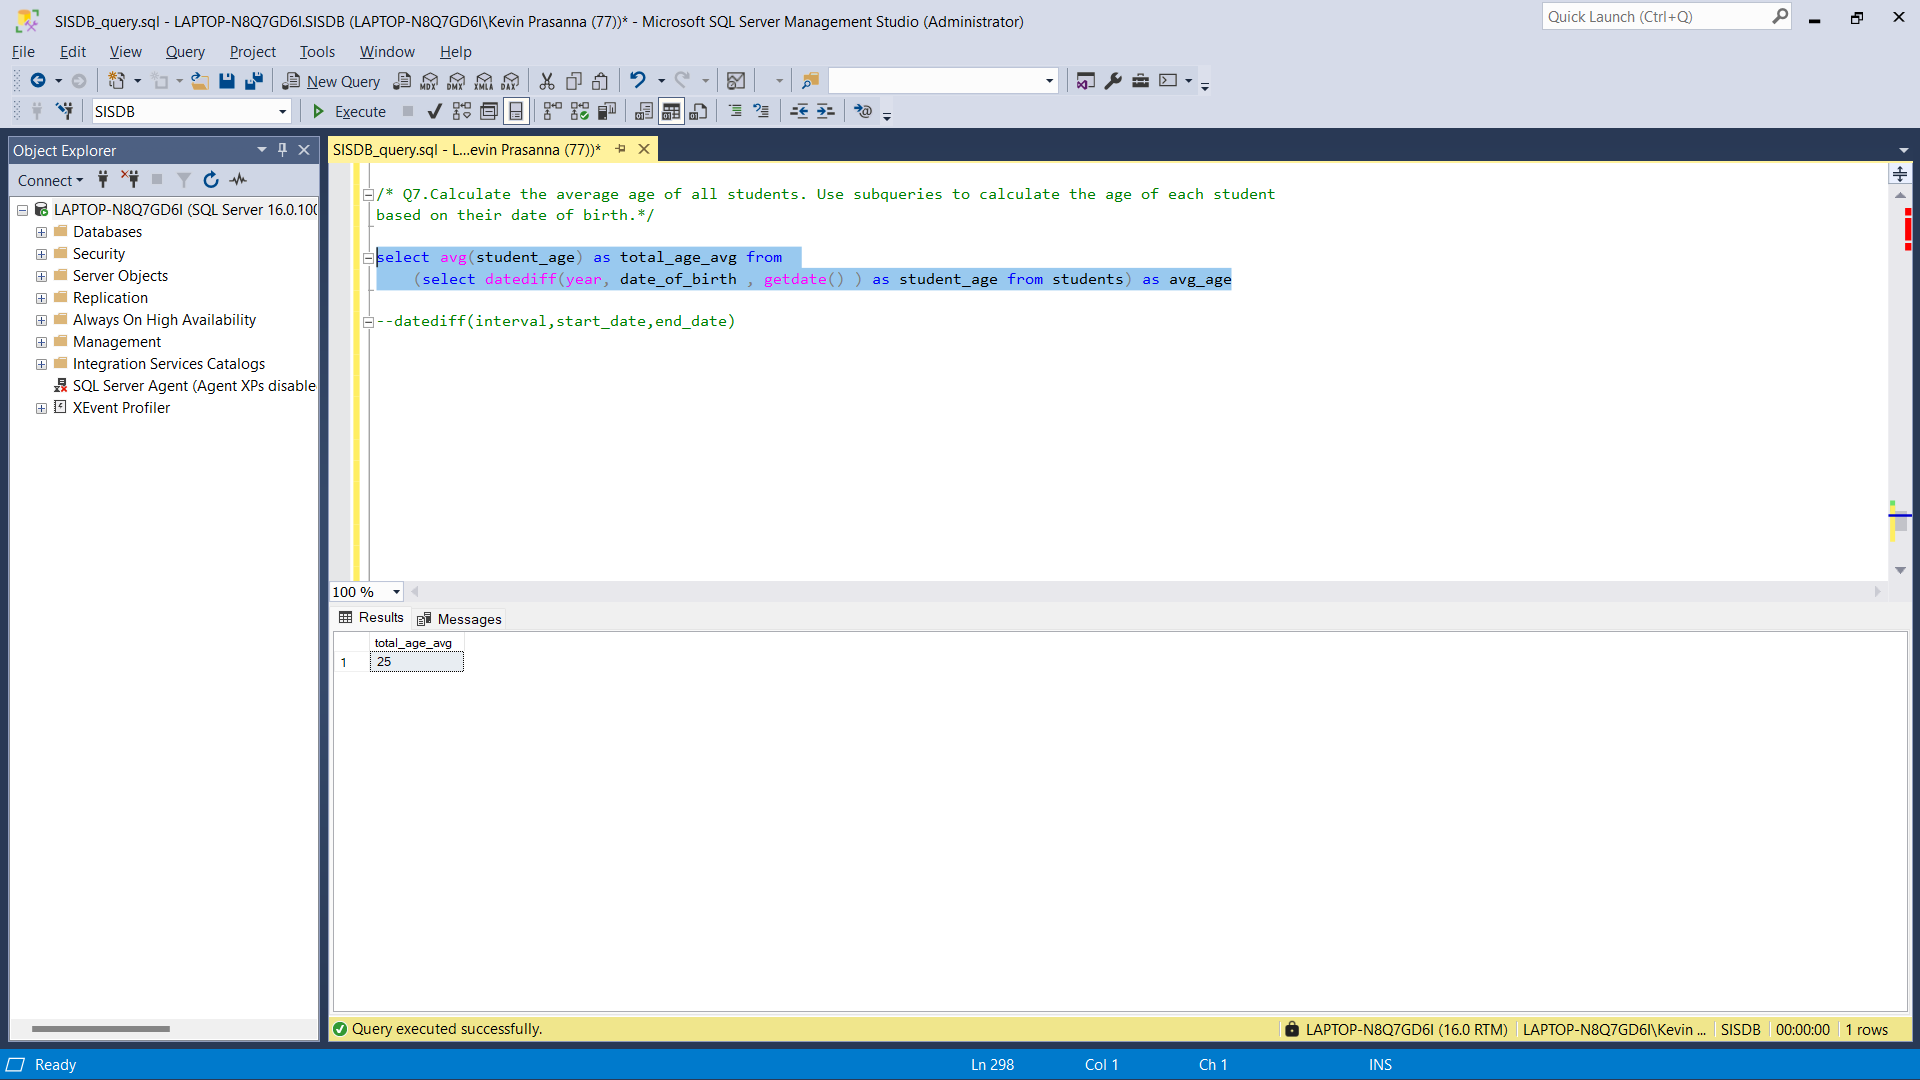 SISDB_query.sql - LAPTOP-N8Q7GD6I.SISDB (LAPTOP-N8Q7GD6I\Kevin Prasanna (77))* - Microsoft SQL Server Management Studio (Administrator)
Quick Launch (Ctrl+Q)
File Edit View Query Project Tools Window Help
New Query MDX DMX XMLA DAX
SISDB Execute
Object Explorer
SISDB_query.sql - L...evin Prasanna (77))*
Connect
LAPTOP-N8Q7GD6I (SQL Server 16.0.100
Databases
Security
Server Objects
Replication
Always On High Availability
Management
Integration Services Catalogs
SQL Server Agent (Agent XPs disable
XEvent Profiler
/* Q7.Calculate the average age of all students. Use subqueries to calculate the age of each student
based on their date of birth.*/
select avg(student_age) as total_age_avg from
(select datediff(year, date_of_birth , getdate() ) as student_age from students) as avg_age
--datediff(interval,start_date,end_date)
100 %
Results Messages
total_age_avg
1 25
Query executed successfully. LAPTOP-N8Q7GD6I (16.0 RTM) LAPTOP-N8Q7GD6I\Kevin ... SISDB 00:00:00 1 rows
Ready Ln 298 Col 1 Ch 1 INS